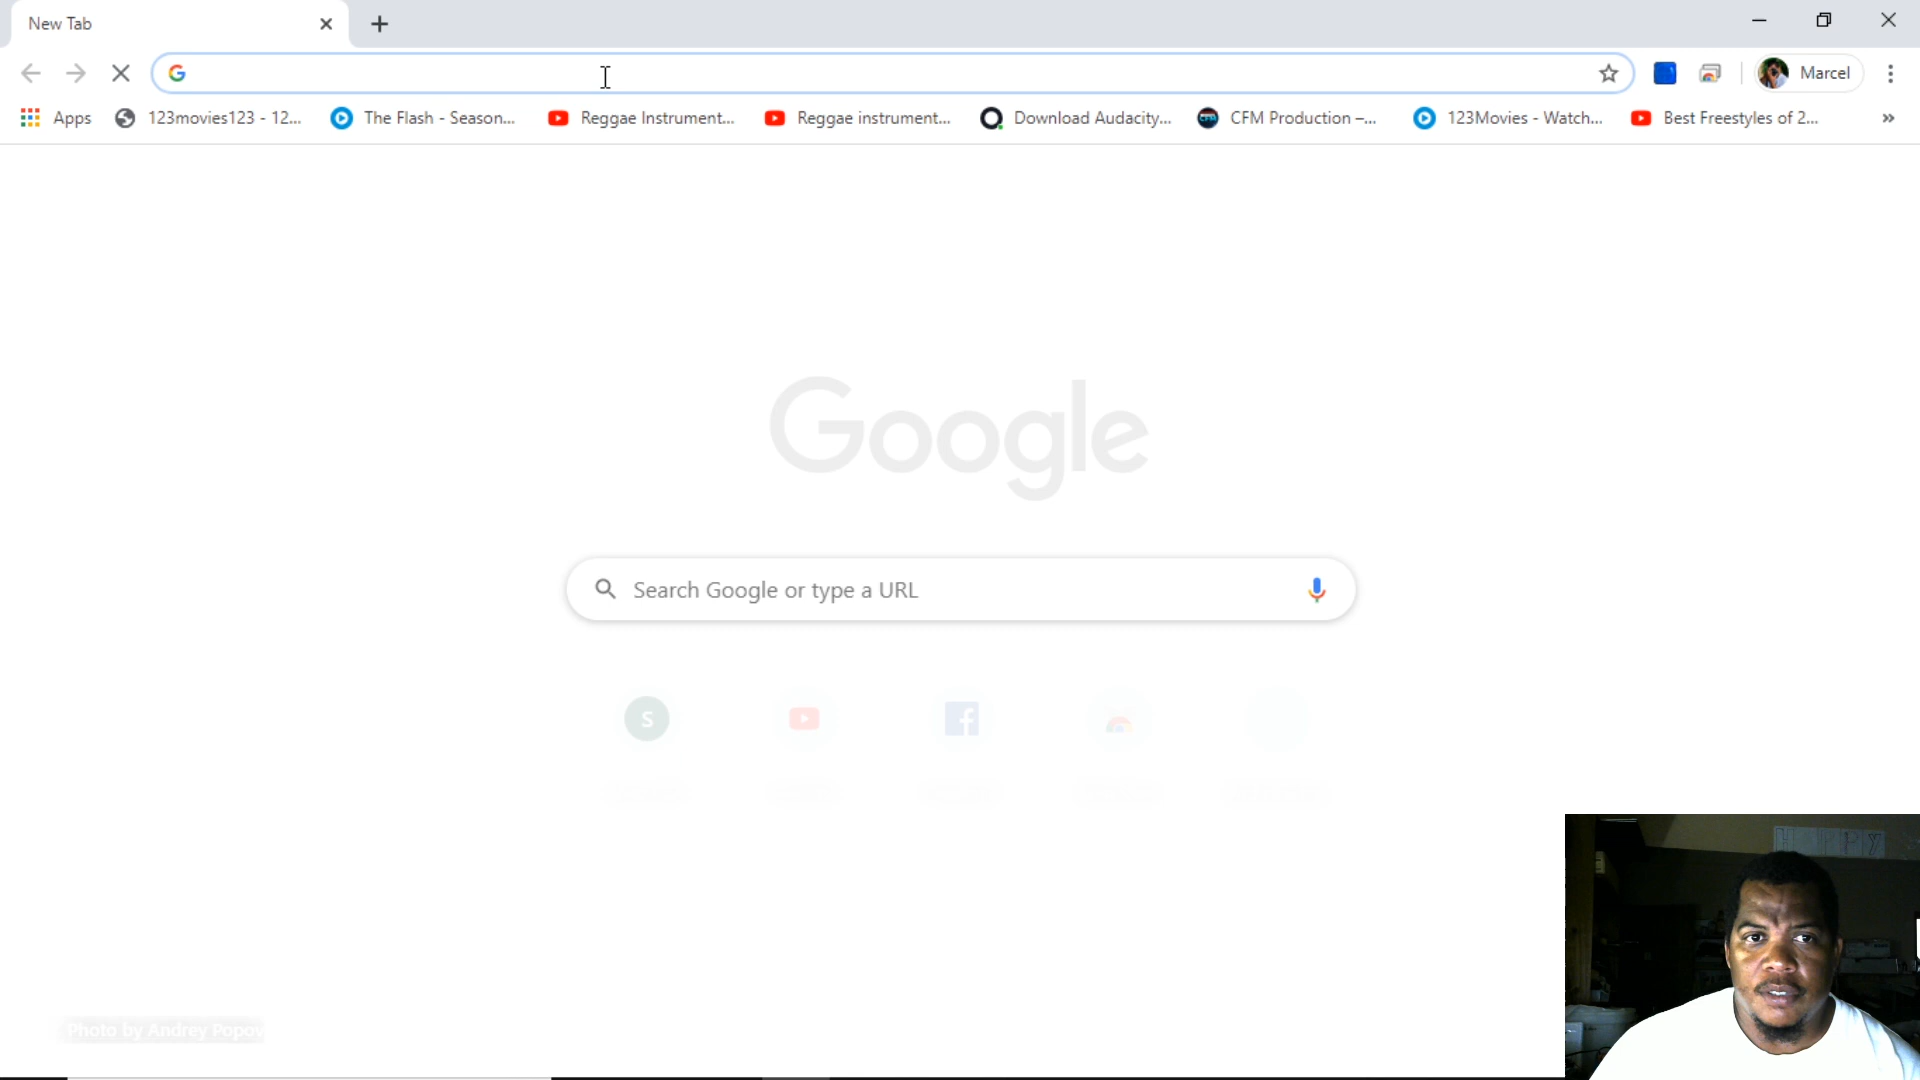 New Tab
Marcel
Apps
123movies123 - 12...
The Flash - Season...
Reggae Instrument...
Reggae instrument...
Download Audacity...
CFM Production –...
123Movies - Watch...
Best Freestyles of 2...
Google
Search Google or type a URL
S
Photo by Andrey Popov
HAPPY